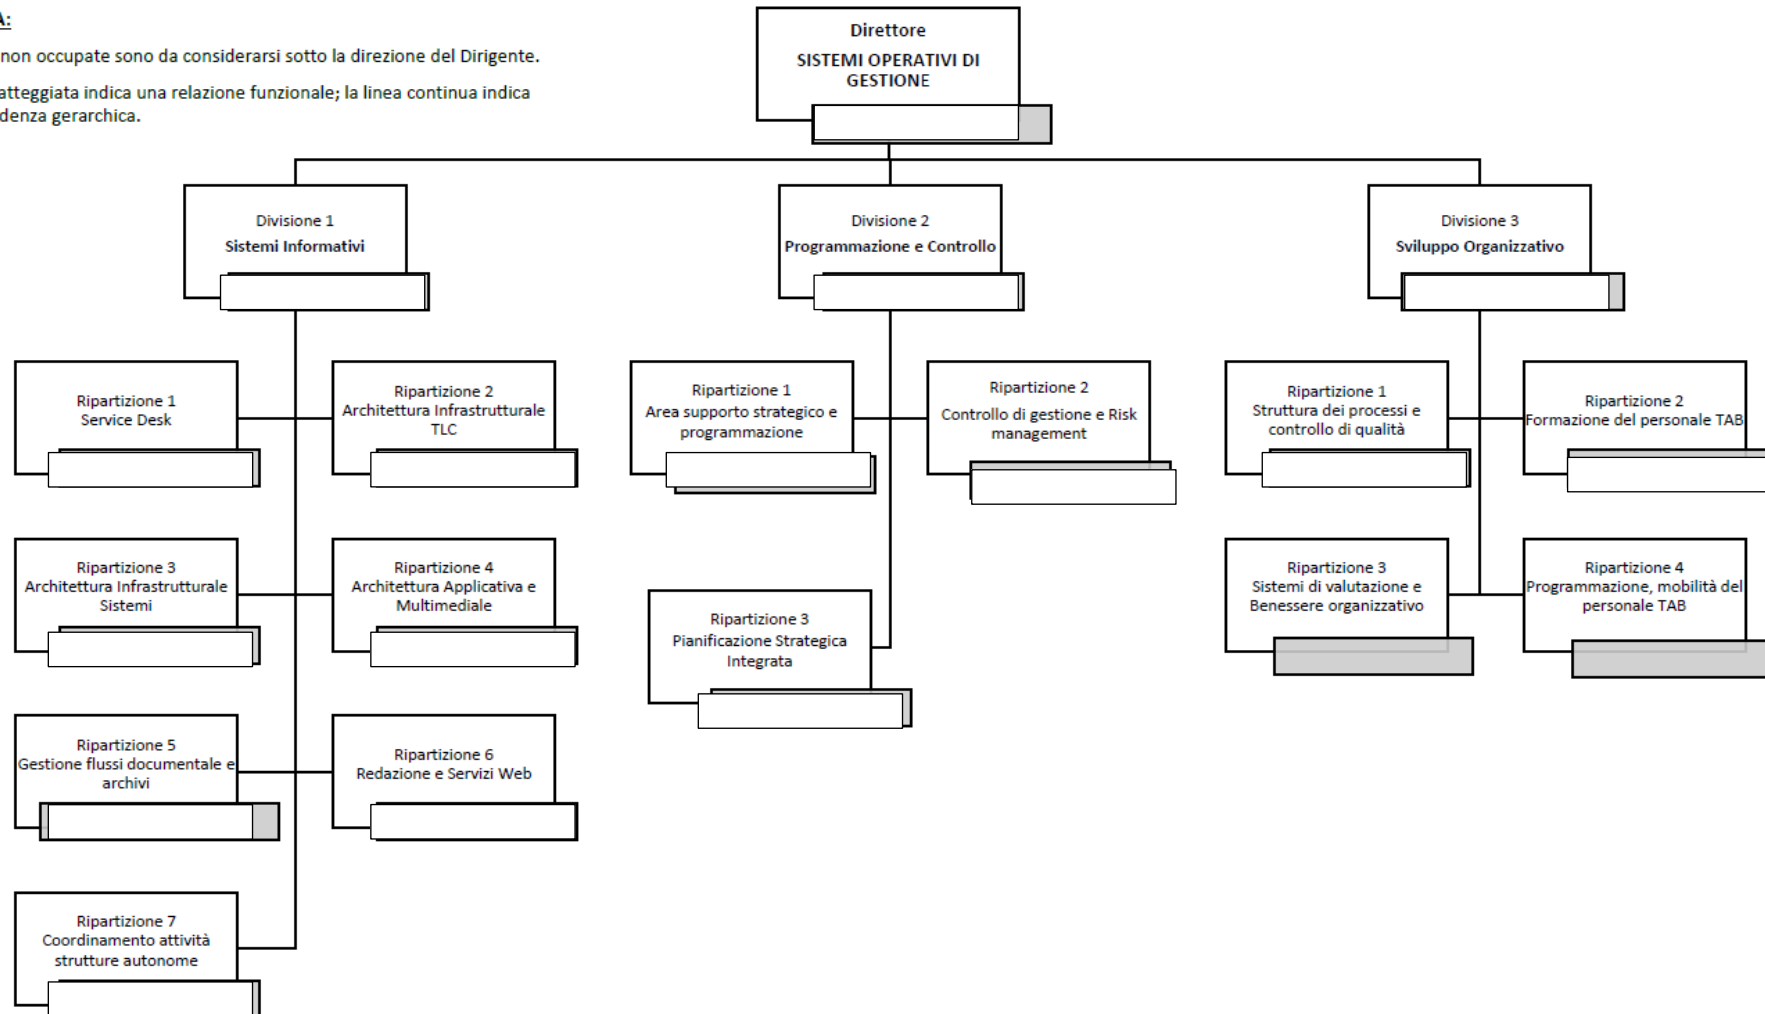 A:
non occupate sono da considerarsi sotto la direzione del Dirigente.
atteggiata indica una relazione funzionale; la linea continua indica
denza gerarchica.
Direttore
SISTEMI OPERATIVI DI
GESTIONE
Divisione 1
Sistemi Informativi
Divisione 2
Programmazione e Controllo
Divisione 3
Sviluppo Organizzativo
Ripartizione 1
Service Desk
Ripartizione 2
Architettura Infrastrutturale
TLC
Ripartizione 1
Area supporto strategico e
programmazione
Ripartizione 2
Controllo di gestione e Risk
management
Ripartizione 1
Struttura dei processi e
controllo di qualità
Ripartizione 2
Formazione del personale TAB
Ripartizione 3
Architettura Infrastrutturale
Sistemi
Ripartizione 4
Architettura Applicativa e
Multimediale
Ripartizione 3
Pianificazione Strategica
Integrata
Ripartizione 3
Sistemi di valutazione e
Benessere organizzativo
Ripartizione 4
Programmazione, mobilità del
personale TAB
Ripartizione 5
Gestione flussi documentale e
archivi
Ripartizione 6
Redazione e Servizi Web
Ripartizione 7
Coordinamento attività
strutture autonome